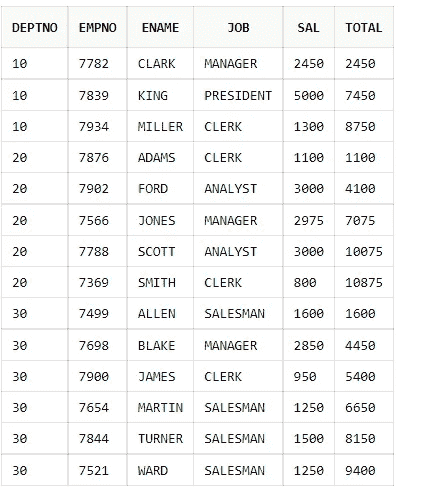 DEPTNO EMPNO ENAME JOB SAL TOTAL
10 7782 CLARK MANAGER 2450 2450
10 7839 KING PRESIDENT 5000 7450
10 7934 MILLER CLERK 1300 8750
20 7876 ADAMS CLERK 1100 1100
20 7902 FORD ANALYST 3000 4100
20 7566 JONES MANAGER 2975 7075
20 7788 SCOTT ANALYST 3000 10075
20 7369 SMITH CLERK 800 10875
30 7499 ALLEN SALESMAN 1600 1600
30 7698 BLAKE MANAGER 2850 4450
30 7900 JAMES CLERK 950 5400
30 7654 MARTIN SALESMAN 1250 6650
30 7844 TURNER SALESMAN 1500 8150
30 7521 WARD SALESMAN 1250 9400